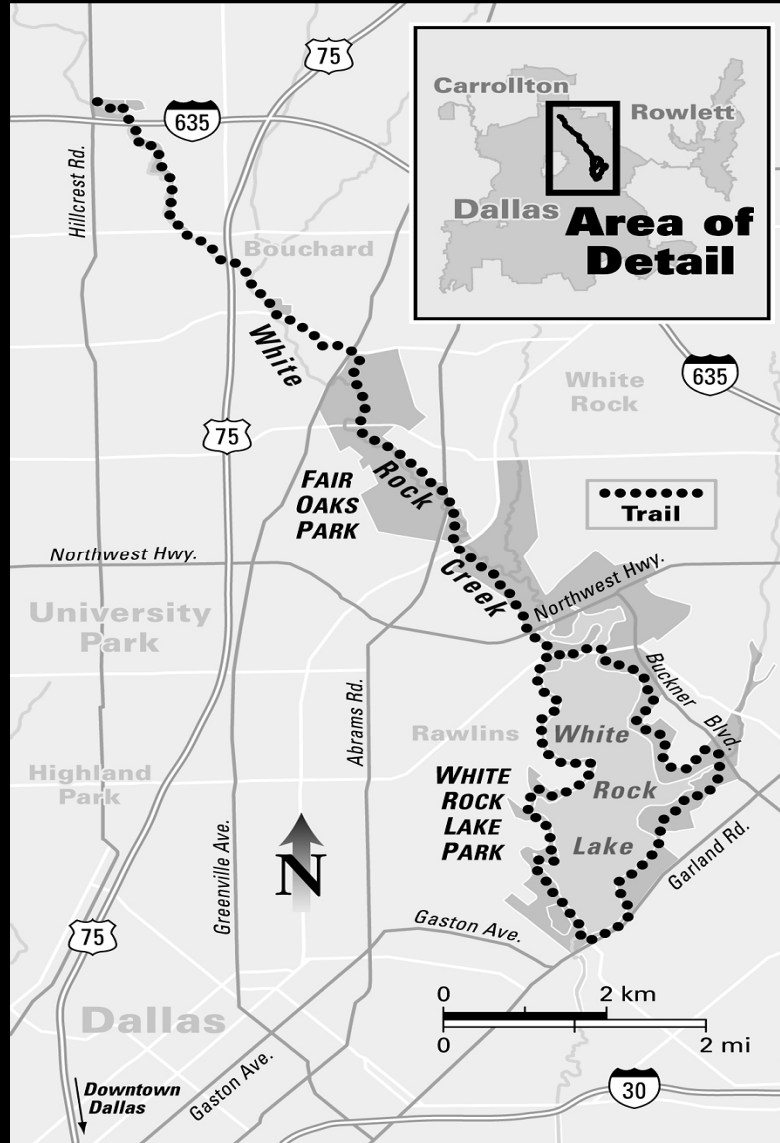 75
Carrollton
Rowlett
Dallas
Area of
Detail
635
Hillcrest Rd.
Bouchard
White
635
White
Rock
75
Rock
FAIR
OAKS
PARK
Trail
Northwest Hwy.
Creek
Northwest Hwy.
University
Park
Buckner Blvd.
Abrams Rd.
Rawlins
White
Highland
Park
WHITE
ROCK
LAKE
PARK
Rock
Lake
Garland Rd.
Greenville Ave.
N
75
Gaston Ave.
0 2 km
0 2 mi
Dallas
Gaston Ave.
30
Downtown
Dallas